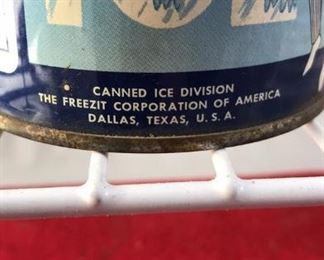 CANNED ICE DIVISION
THE FREEZIT CORPORATION OF AMERICA
DALLAS, TEXAS, U. S. A.